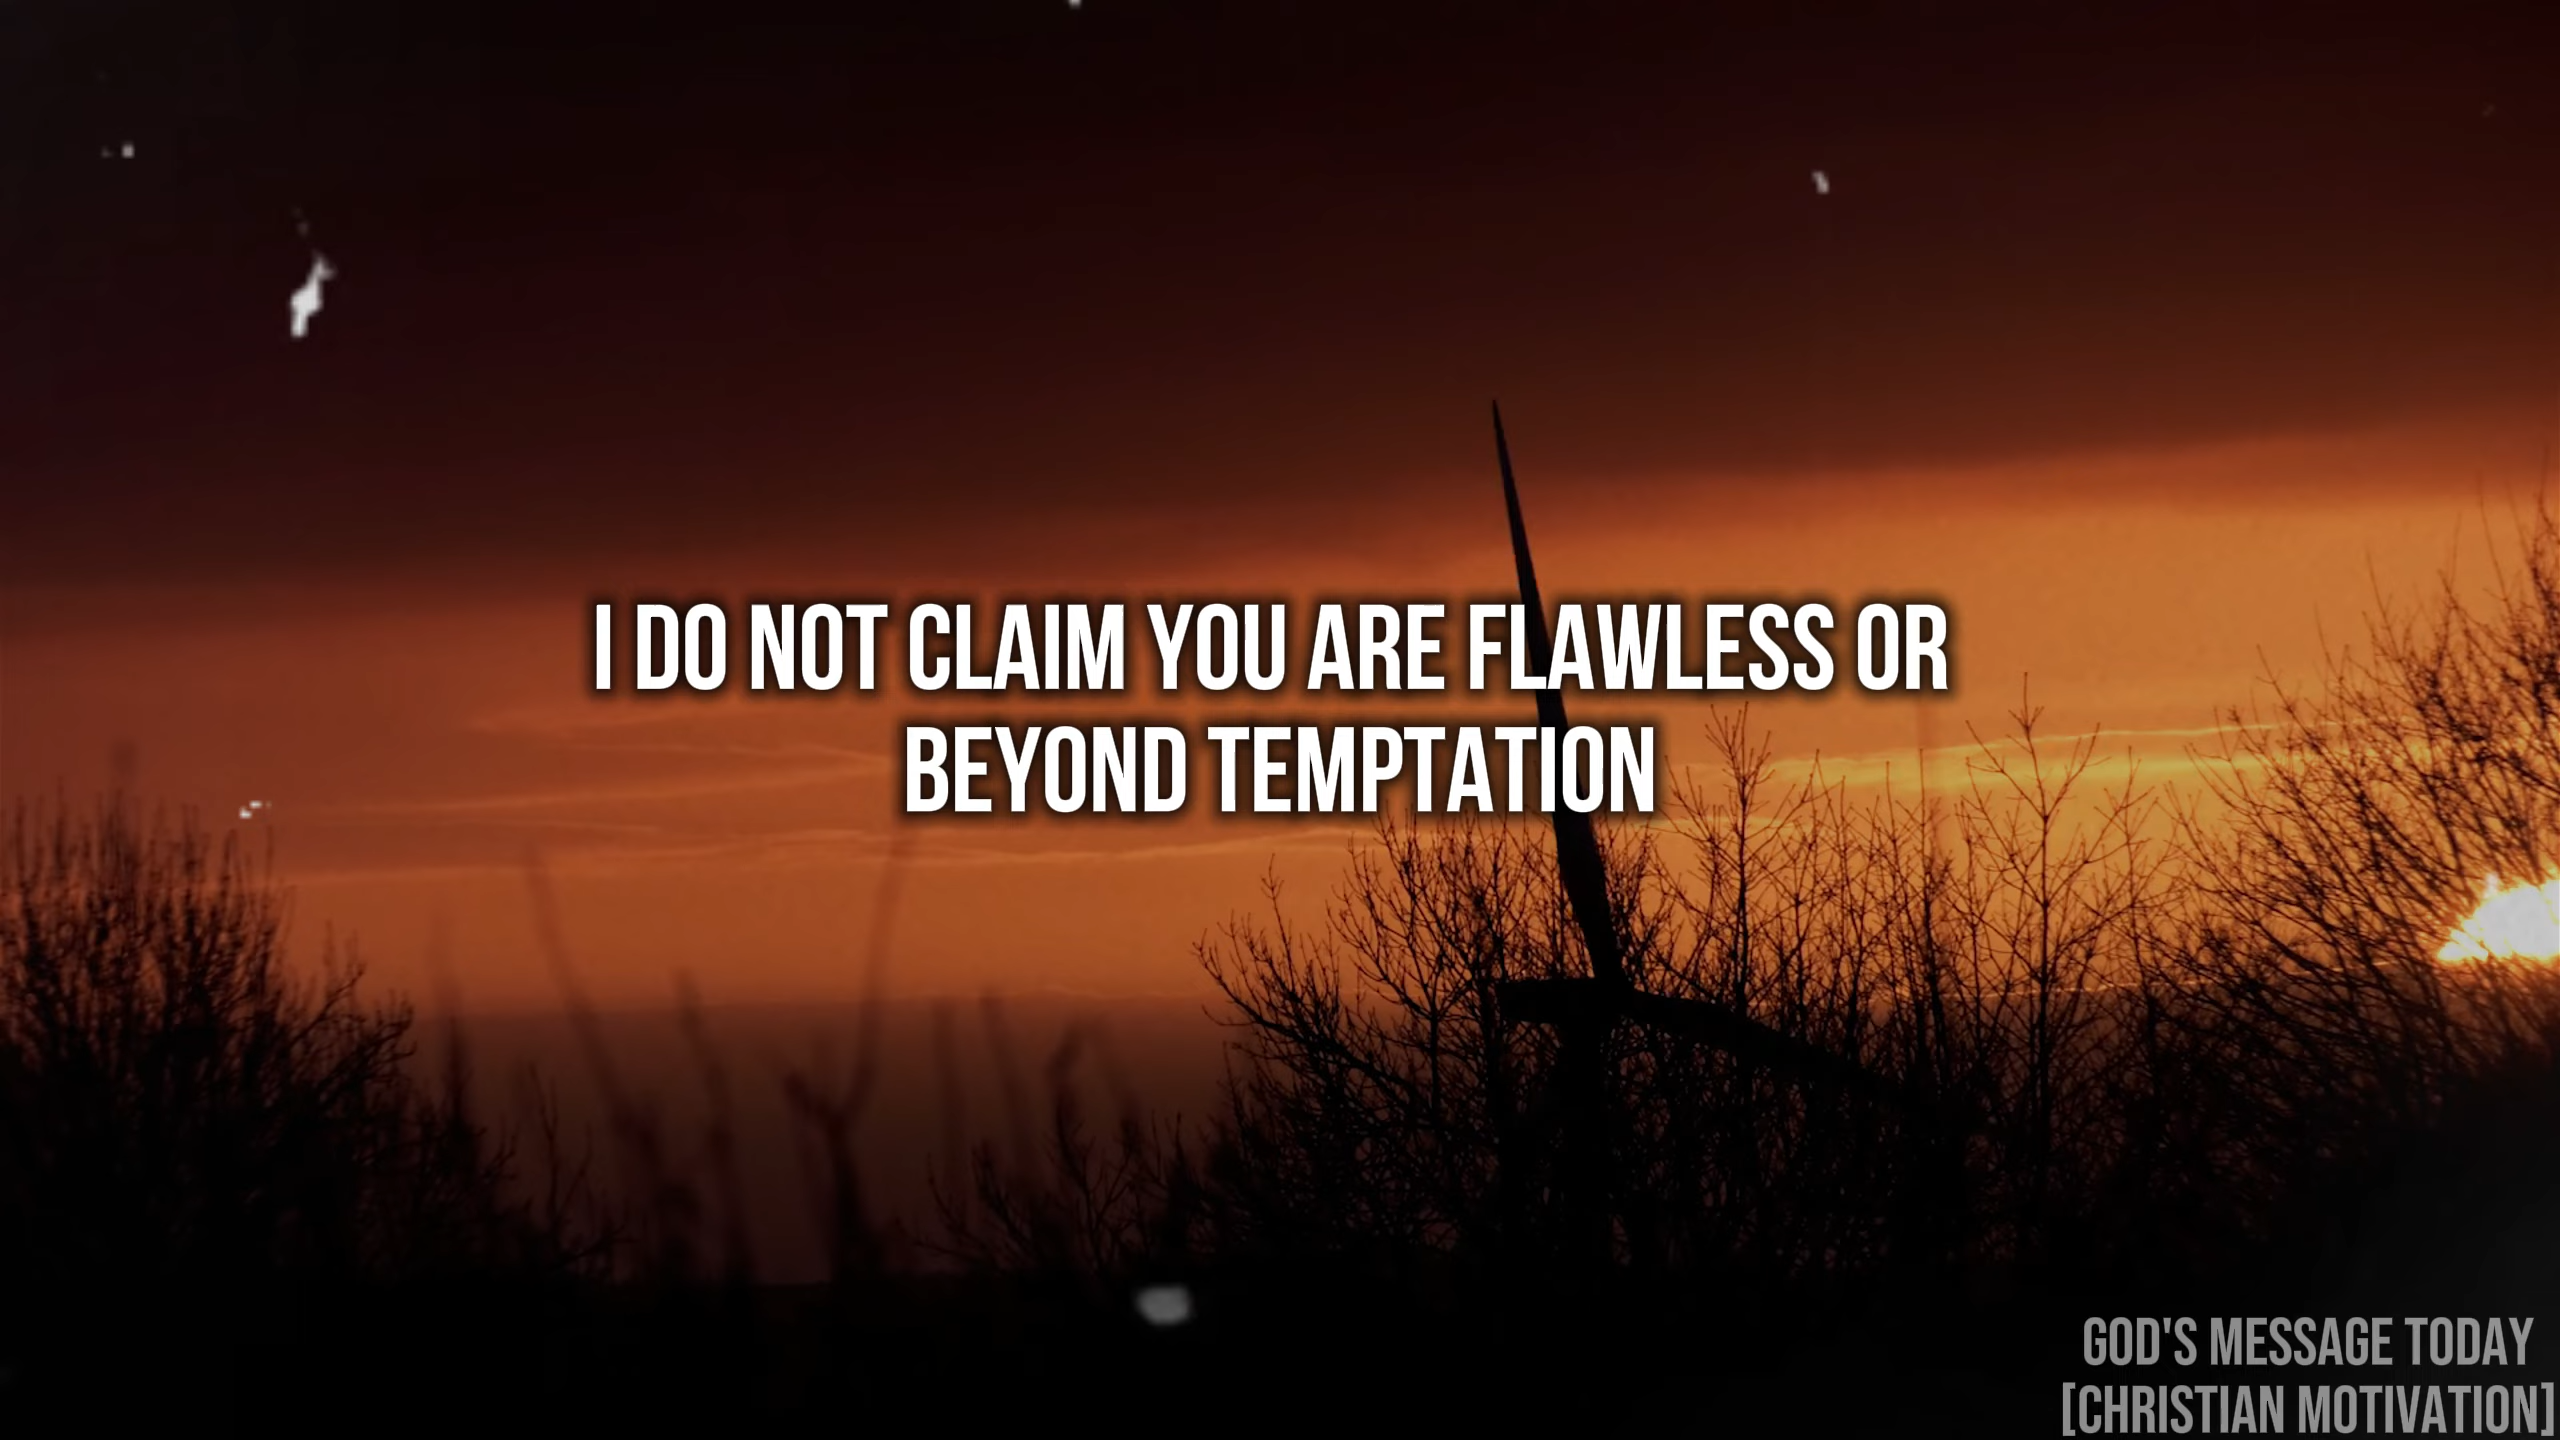 I DO NOT CLAIM YOU ARE FLAWLESS OR
BEYOND TEMPTATION
GOD'S MESSAGE TODAY
[CHRISTIAN MOTIVATION]